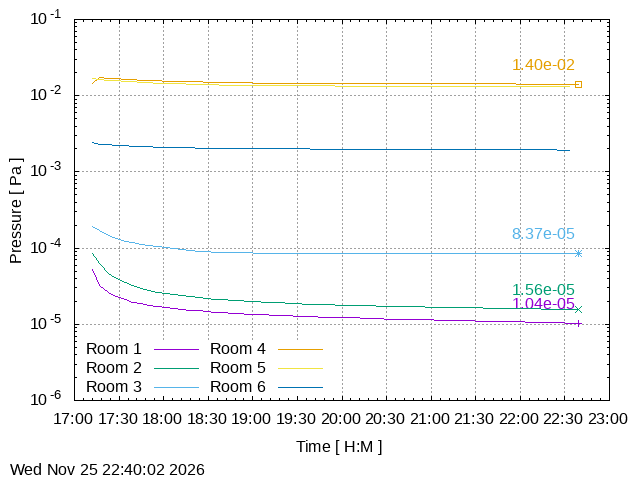 10^-1
10^-2
10^-3
10^-4
10^-5
10^-6
Pressure [ Pa ]
1.40e-02
8.37e-05
1.56e-05
1.04e-05
Room 1 Room 4
Room 2 Room 5
Room 3 Room 6
17:00 17:30 18:00 18:30 19:00 19:30 20:00 20:30 21:00 21:30 22:00 22:30 23:00
Time [ H:M ]
Wed Nov 25 22:40:02 2026